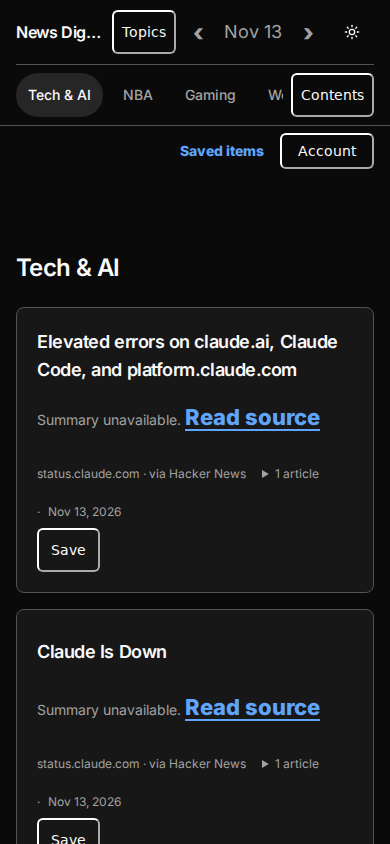 News Dig... Topics ‹ Nov 13 ›
Tech & AI NBA Gaming Contents
Saved items Account
Tech & AI
Elevated errors on claude.ai, Claude
Code, and platform.claude.com
Summary unavailable. Read source
status.claude.com · via Hacker News ▶ 1 article
· Nov 13, 2026
Save
Claude Is Down
Summary unavailable. Read source
status.claude.com · via Hacker News ▶ 1 article
· Nov 13, 2026
Save